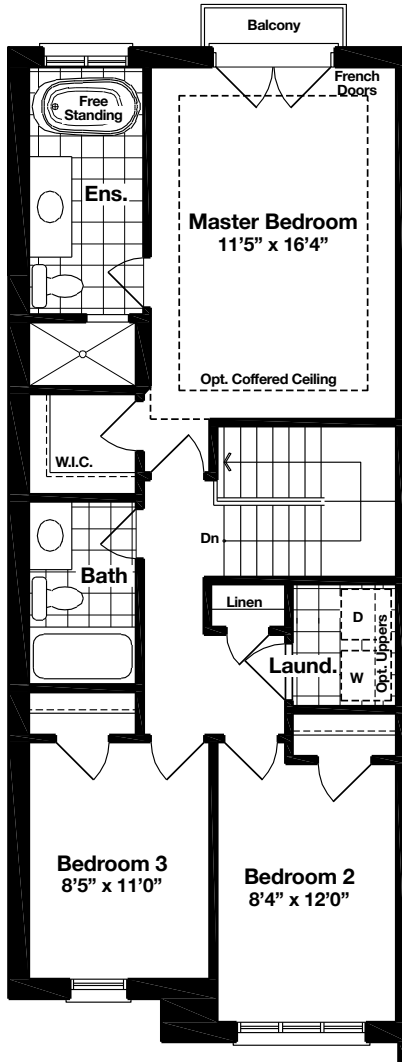 Balcony
French
Doors
Free
Standing
Ens.
Master Bedroom
11’5” x 16’4”
Opt. Coffered Ceiling
W.I.C.
Dn
Bath
Linen
D
Laund.
W
Opt. Uppers
Bedroom 3
8’5” x 11’0”
Bedroom 2
8’4” x 12’0”